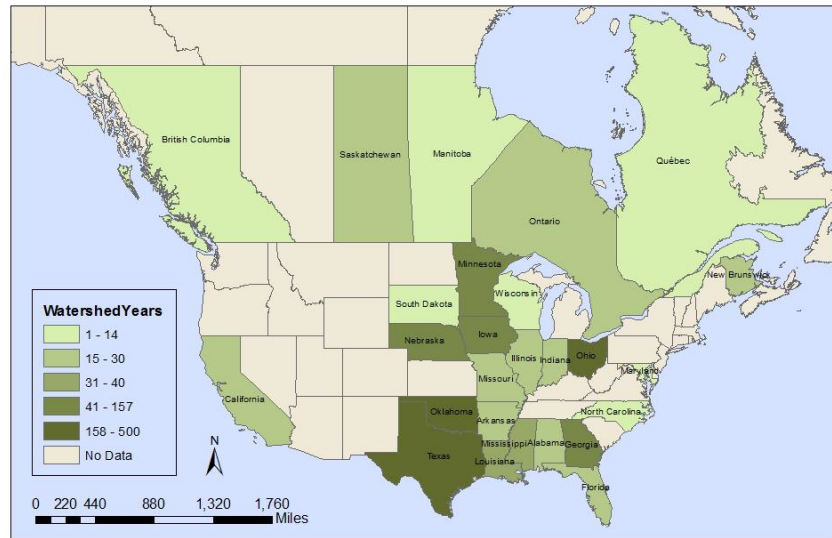 British Columbia
Saskatchewan
Manitoba
Québec
Ontario
New Brunswick
Minnesota
Wisconsin
South Dakota
Iowa
Nebraska
Illinois
Indiana
Ohio
Maryland
Missouri
California
North Carolina
Oklahoma
Arkansas
Mississippi
Alabama
Georgia
Texas
Louisiana
Florida
WatershedYears
1 - 14
15 - 30
31 - 40
41 - 157
158 - 500
No Data
N
0 220 440 880 1,320 1,760
Miles